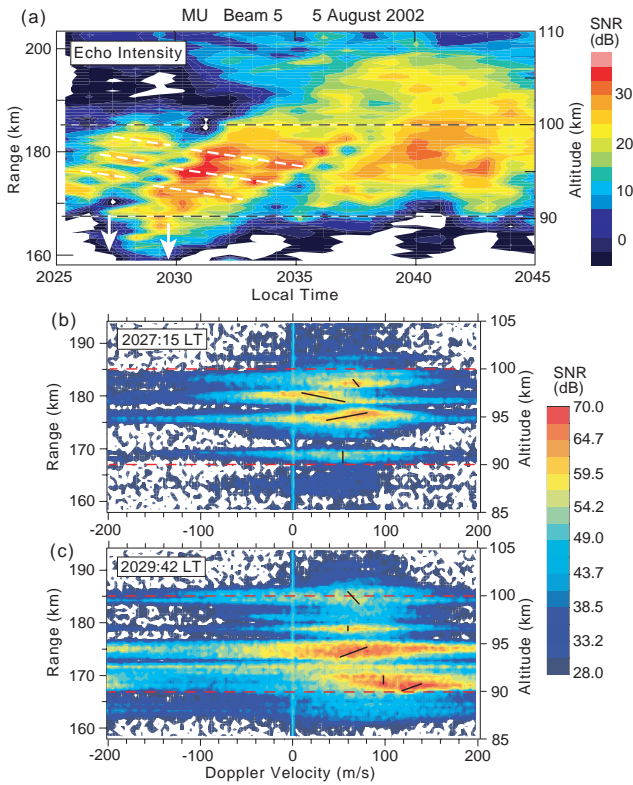 (a) MU Beam 5 5 August 2002
SNR
(dB)
Echo Intensity
200
180
160
Range (km)
110
100
90
Altitude (km)
30
20
10
0
2025 2030 2035 2040 2045
Local Time
(b)
2027:15 LT
190
180
170
160
Range (km)
105
100
95
90
85
Altitude (km)
-200 -100 0 100 200
(c)
2029:42 LT
190
180
170
160
Range (km)
105
100
95
90
85
Altitude (km)
-200 -100 0 100 200
Doppler Velocity (m/s)
SNR
(dB)
70.0
64.7
59.5
54.2
49.0
43.7
38.5
33.2
28.0